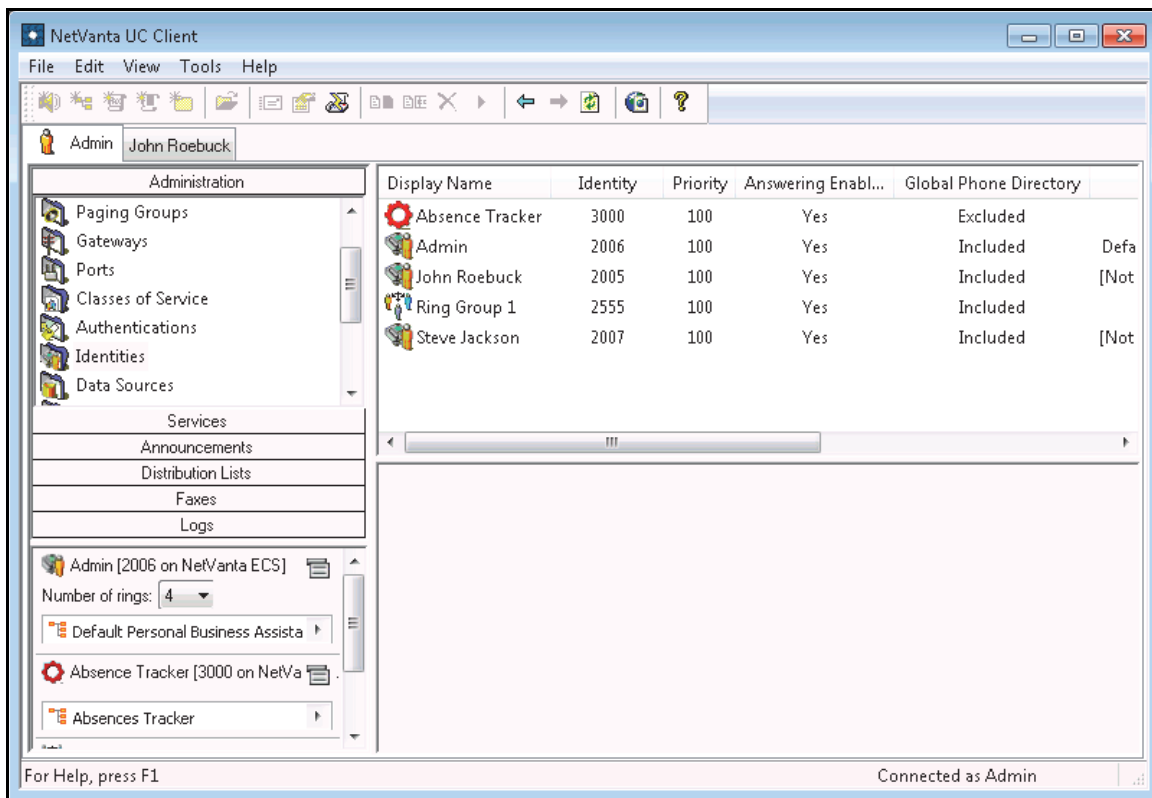 NetVanta UC Client
File Edit View Tools Help
Admin
John Roebuck
Administration
Paging Groups
Gateways
Ports
Classes of Service
Authentications
Identities
Data Sources
Services
Announcements
Distribution Lists
Faxes
Logs
Admin [2006 on NetVanta ECS]
Number of rings: 4
Default Personal Business Assista
Absence Tracker [3000 on NetVa
Absences Tracker
Display Name Identity Priority Answering Enabl... Global Phone Directory
Absence Tracker 3000 100 Yes Excluded
Admin 2006 100 Yes Included Defa
John Roebuck 2005 100 Yes Included [Not
Ring Group 1 2555 100 Yes Included
Steve Jackson 2007 100 Yes Included [Not
For Help, press F1
Connected as Admin